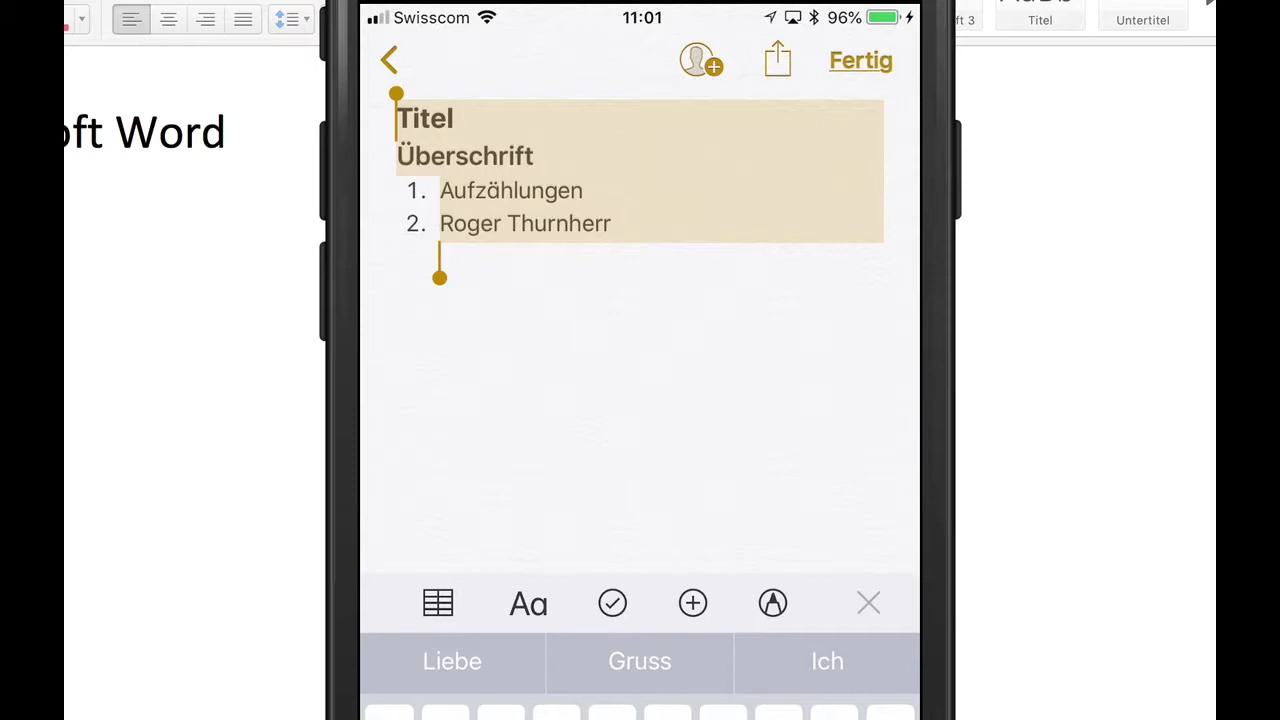 Swisscom 11:01 96%
ft 3 Titel Untertitel
Fertig
oft Word
Titel
Überschrift
1. Aufzählungen
2. Roger Thurnherr
Aa
Liebe Gruss Ich